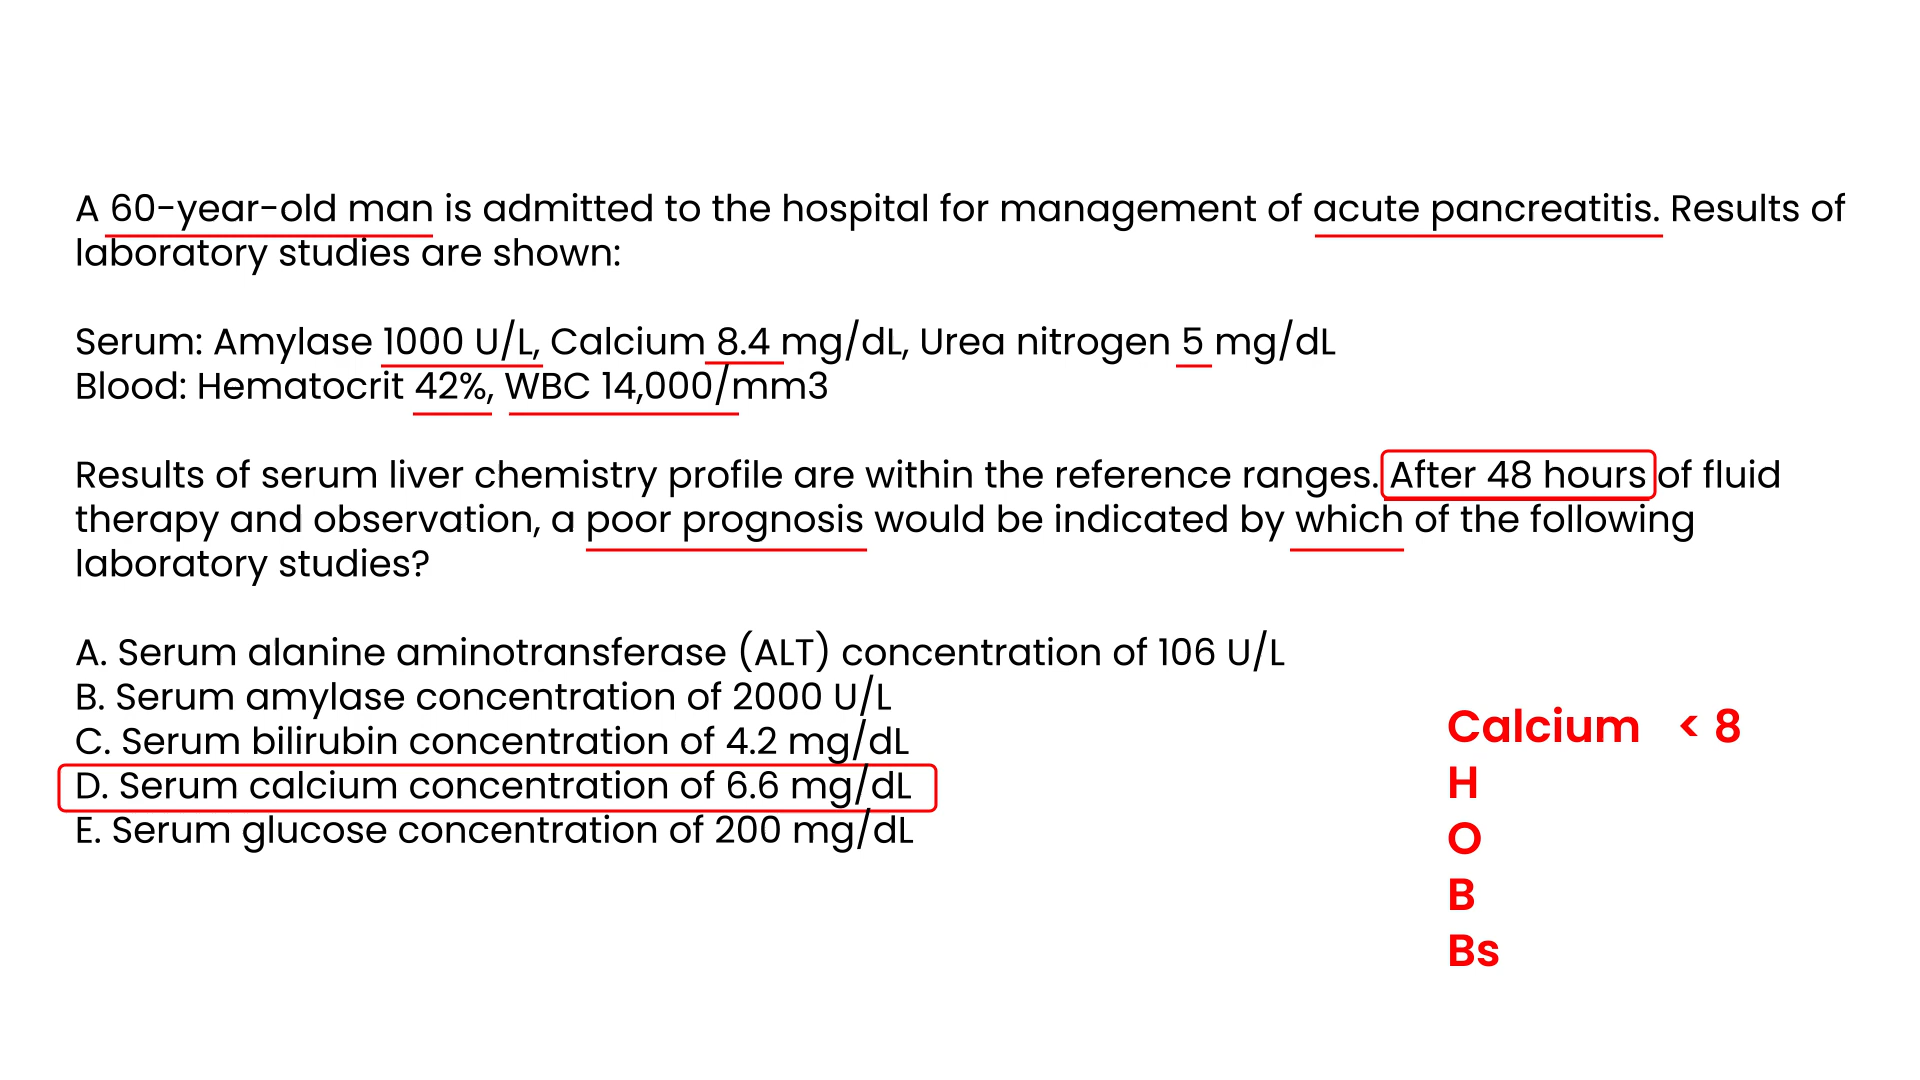 A 60-year-old man is admitted to the hospital for management of acute pancreatitis. Results of
laboratory studies are shown:
Serum: Amylase 1000 U/L, Calcium 8.4 mg/dL, Urea nitrogen 5 mg/dL
Blood: Hematocrit 42%, WBC 14,000/mm3
Results of serum liver chemistry profile are within the reference ranges. After 48 hours of fluid
therapy and observation, a poor prognosis would be indicated by which of the following
laboratory studies?
A. Serum alanine aminotransferase (ALT) concentration of 106 U/L
B. Serum amylase concentration of 2000 U/L
C. Serum bilirubin concentration of 4.2 mg/dL
D. Serum calcium concentration of 6.6 mg/dL
E. Serum glucose concentration of 200 mg/dL
Calcium < 8
H
O
B
Bs